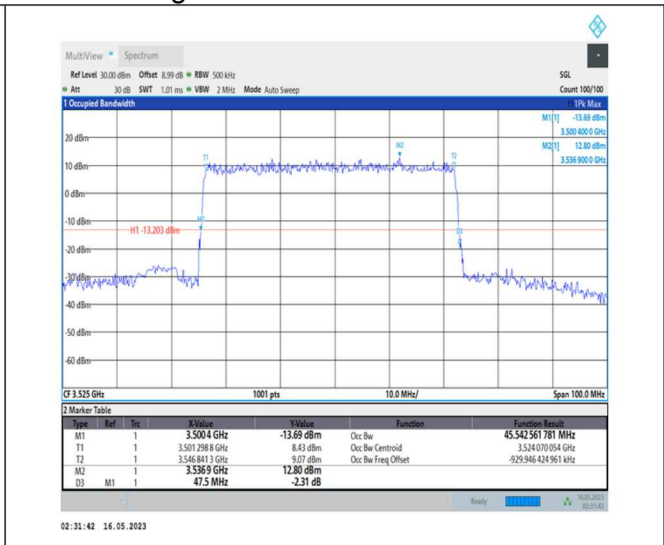 MultiView Spectrum
Ref Level 30.00 dBm Offset 8.99 dB RBW 500 kHz SGL
Att 30 dB SWT 1.01 ms VBW 2 MHz Mode Auto Sweep Count 100/100
1 Occupied Bandwidth 1Pk Max
M1[1] -13.69 dBm
3.500 400 0 GHz
M2[1] 12.80 dBm
3.536 900 0 GHz
20 dBm
10 dBm
0 dBm
-10 dBm
-20 dBm
-30 dBm
-40 dBm
-50 dBm
-60 dBm
T1
M2
T2
M1
H1 -13.203 dBm
D3
CF 3.525 GHz 1001 pts 10.0 MHz/ Span 100.0 MHz
2 Marker Table
Type Ref Trc X-Value Y-Value Function Function Result
M1 1 3.5004 GHz -13.69 dBm Occ Bw 45.542 561 781 MHz
T1 1 3.501 298 8 GHz 8.43 dBm Occ Bw Centroid 3.524 070 054 GHz
T2 1 3.546 841 3 GHz 9.07 dBm Occ Bw Freq Offset -929.946 424 961 kHz
M2 1 3.5369 GHz 12.80 dBm
D3 M1 1 47.5 MHz -2.31 dB
Ready 16.05.2023
02:31:42
02:31:42 16.05.2023